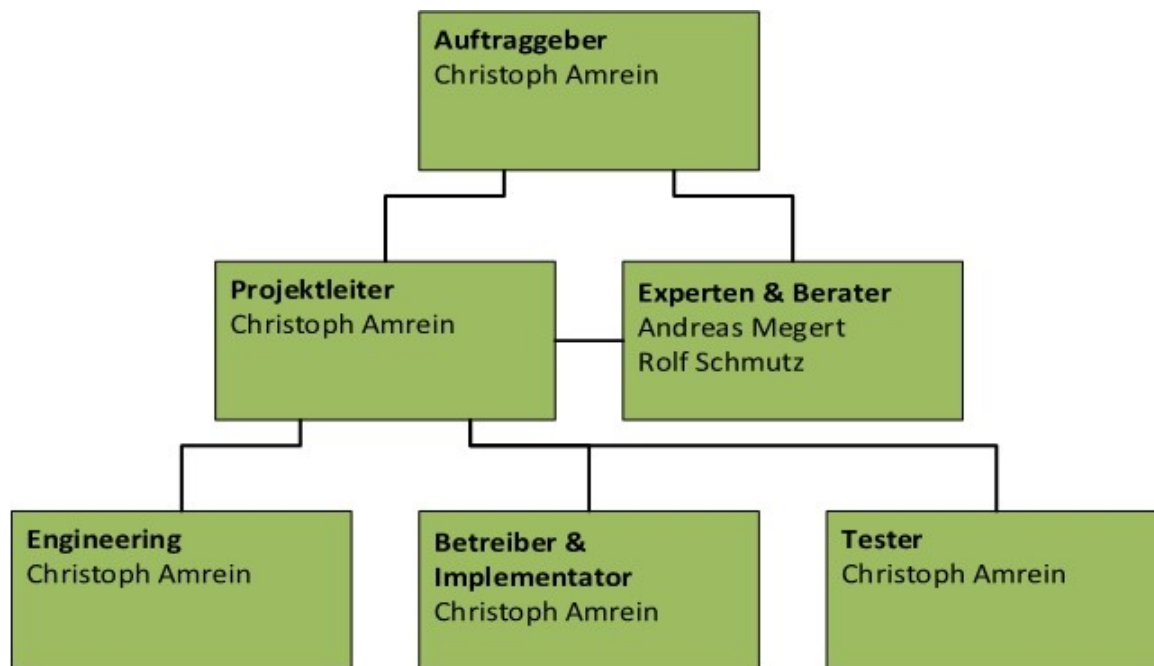 Auftraggeber
Christoph Amrein
Projektleiter
Christoph Amrein
Experten & Berater
Andreas Megert
Rolf Schmutz
Engineering
Christoph Amrein
Betreiber &
Implementator
Christoph Amrein
Tester
Christoph Amrein